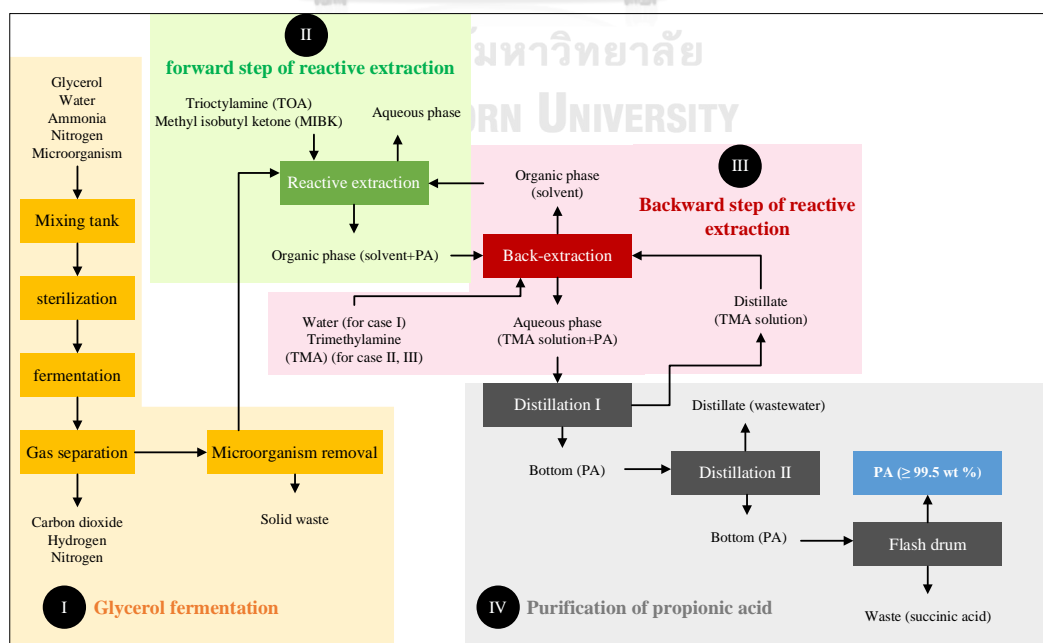 II
forward step of reactive extraction
มหาวิทยาลัย
ORN UNIVERSITY
Glycerol
Water
Ammonia
Nitrogen
Microorganism
Trioctylamine (TOA)
Methyl isobutyl ketone (MIBK)
Aqueous phase
Reactive extraction
Organic phase
(solvent)
III
Backward step of reactive
extraction
Mixing tank
Organic phase (solvent+PA)
Back-extraction
sterilization
Water (for case I)
Trimethylamine
(TMA) (for case II, III)
Aqueous phase
(TMA solution+PA)
Distillate
(TMA solution)
fermentation
Distillation I
Distillate (wastewater)
Gas separation
Microorganism removal
Bottom (PA)
Distillation II
PA (≥ 99.5 wt %)
Carbon dioxide
Hydrogen
Nitrogen
Solid waste
Bottom (PA)
Flash drum
I
Glycerol fermentation
IV
Purification of propionic acid
Waste (succinic acid)